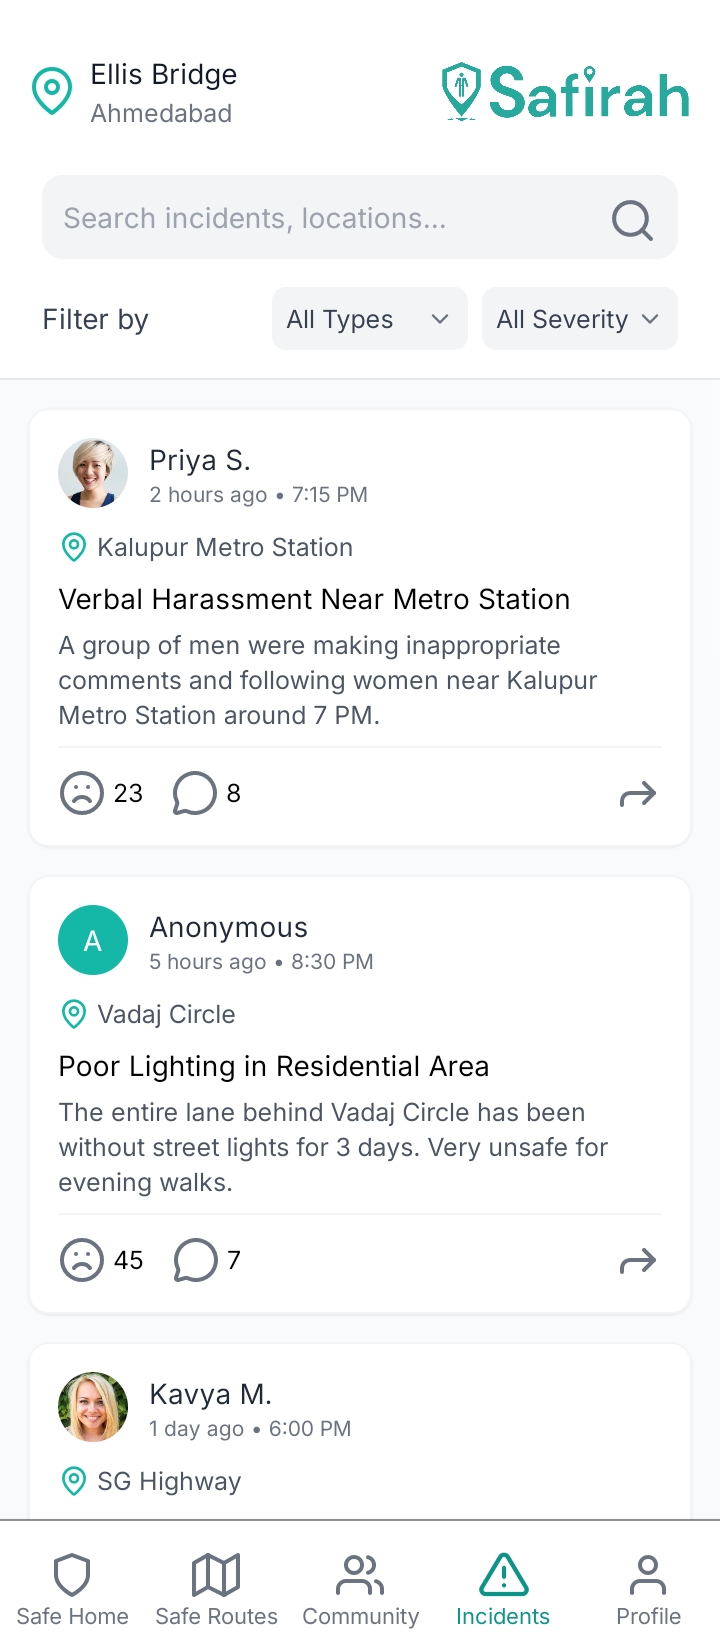 Ellis Bridge
Ahmedabad
Safirah
Search incidents, locations...
Filter by
All Types
All Severity
Priya S.
2 hours ago • 7:15 PM
Kalupur Metro Station
Verbal Harassment Near Metro Station
A group of men were making inappropriate
comments and following women near Kalupur
Metro Station around 7 PM.
23
8
A
Anonymous
5 hours ago • 8:30 PM
Vadaj Circle
Poor Lighting in Residential Area
The entire lane behind Vadaj Circle has been
without street lights for 3 days. Very unsafe for
evening walks.
45
7
Kavya M.
1 day ago • 6:00 PM
SG Highway
Safe Home
Safe Routes
Community
Incidents
Profile